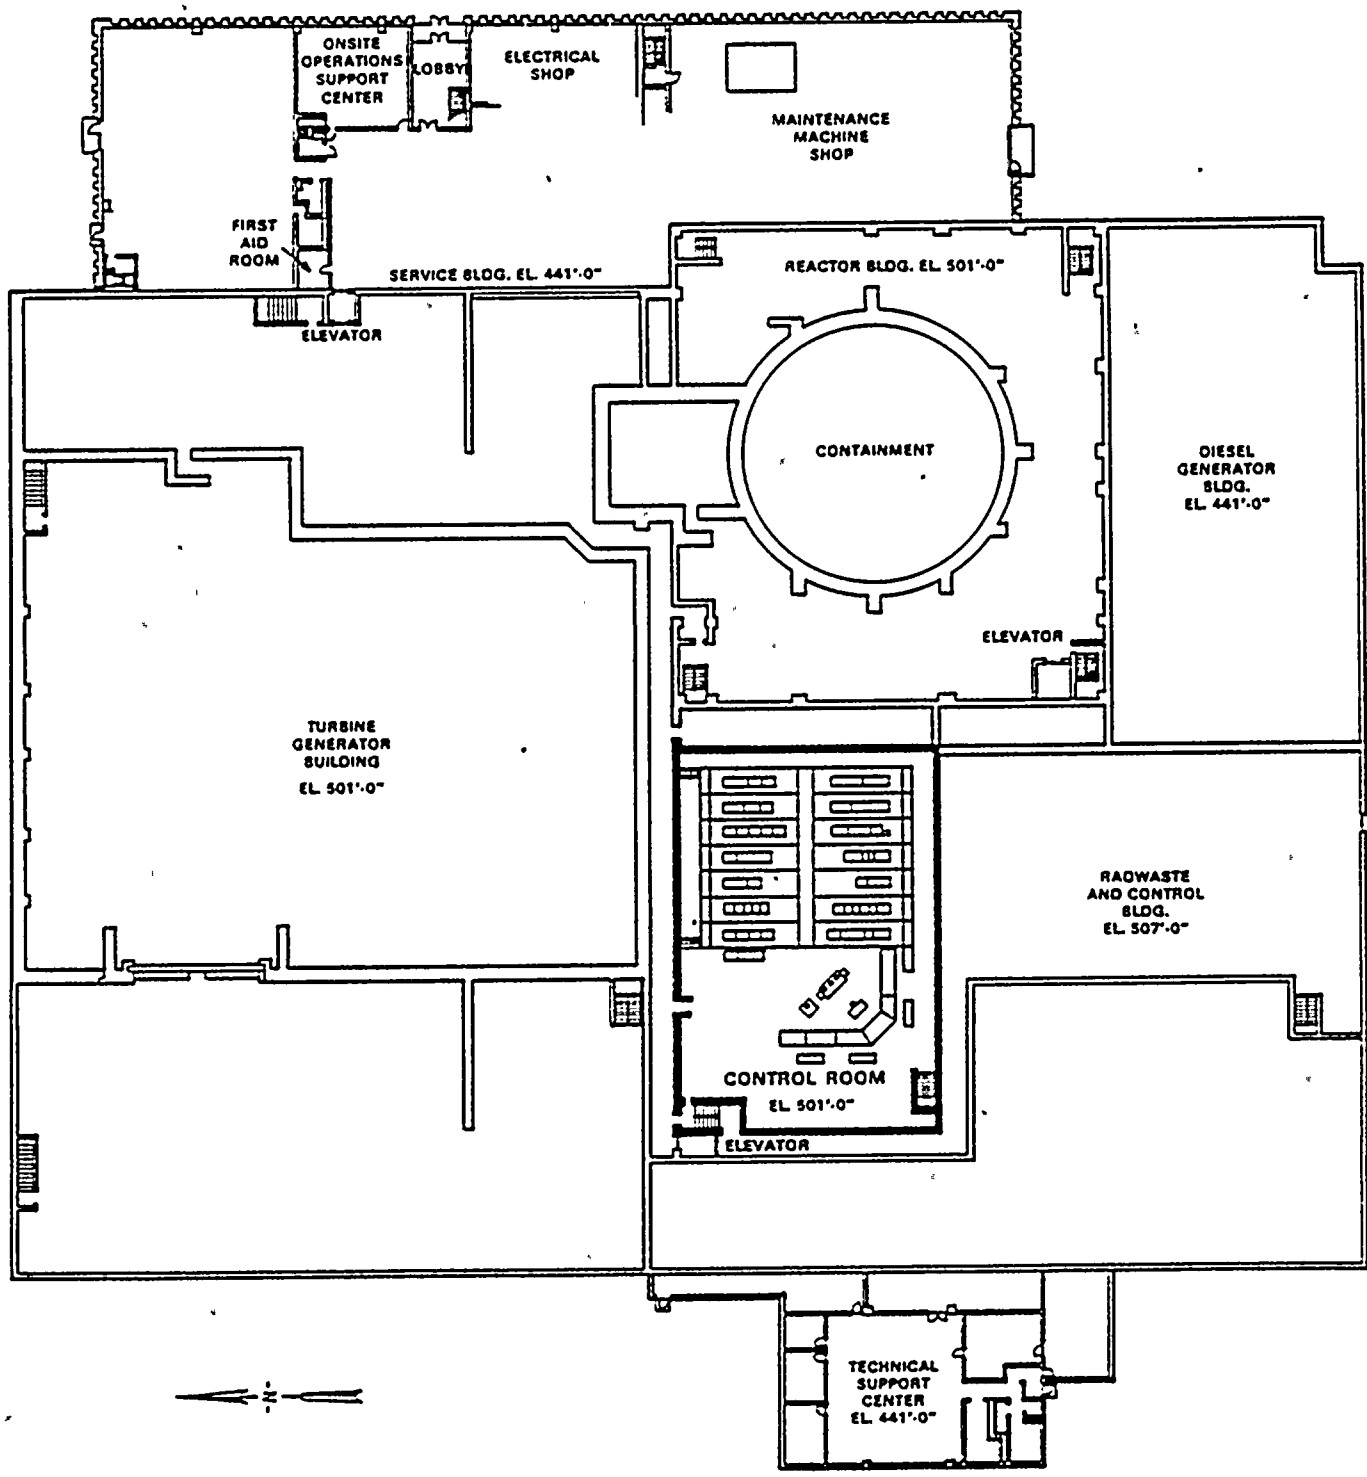 ONSITE
OPERATIONS
SUPPORT
CENTER
LOBBY
ELECTRICAL
SHOP
MAINTENANCE
MACHINE
SHOP
FIRST
AID
ROOM
SERVICE BLDG. EL. 441'-0"
REACTOR BLDG. EL. 501'-0"
ELEVATOR
CONTAINMENT
DIESEL
GENERATOR
BLDG.
EL. 441'-0"
ELEVATOR
TURBINE
GENERATOR
BUILDING
EL. 501'-0"
RADWASTE
AND CONTROL
BLDG.
EL. 507'-0"
CONTROL ROOM
EL. 501'-0"
ELEVATOR
TECHNICAL
SUPPORT
CENTER
EL. 441'-0"
N